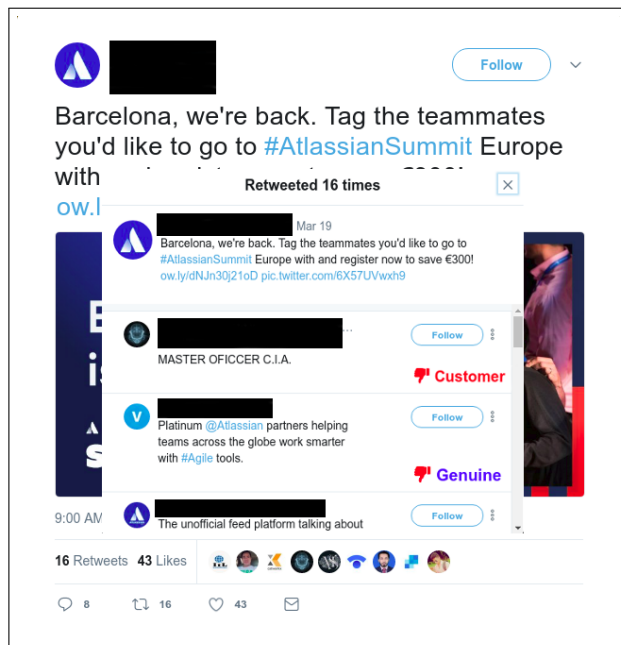 Follow
Barcelona, we're back. Tag the teammates
you'd like to go to #AtlassianSummit Europe
with
ow.l
Retweeted 16 times
Mar 19
Barcelona, we're back. Tag the teammates you'd like to go to
#AtlassianSummit Europe with and register now to save €300!
ow.ly/dNJn30j21oD pic.twitter.com/6X57UVwxh9
Follow
MASTER OFICCER C.I.A.
Customer
V
Follow
Platinum @Atlassian partners helping
teams across the globe work smarter
with #Agile tools.
Genuine
Follow
The unofficial feed platform talking about
9:00 AM
16 Retweets 43 Likes
8 16 43